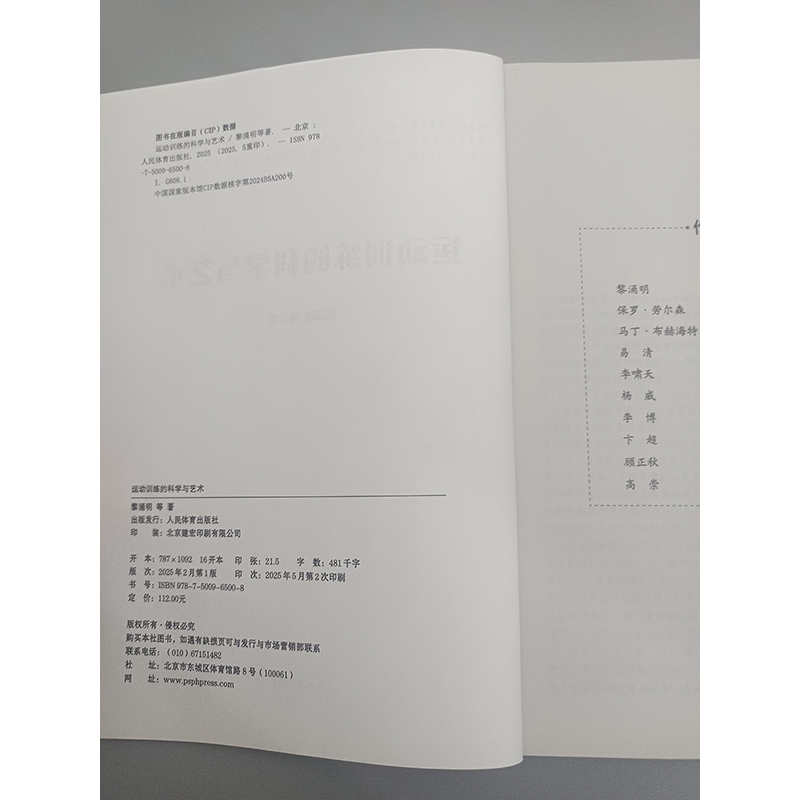 图书在版编目(CIP)数据
运动训练的科学与艺术 / 黎涌明等著. -- 北京 :
人民体育出版社, 2025 (2025. 5重印). -- ISBN 978
-7-5009-6500-8
Ⅰ. G808.1
中国国家版本馆CIP数据核字第2024B5A200号
运动训练的科学与艺术
黎涌明 等 著
出版发行:人民体育出版社
印 装:北京建宏印刷有限公司
开 本:787×1092 16开本 印 张:21.5 字 数:481千字
版 次:2025年2月第1版 印 次:2025年5月第2次印刷
书 号:ISBN 978-7-5009-6500-8
定 价:112.00元
版权所有·侵权必究
购买本社图书,如遇有缺损页可与发行与市场营销部联系
联系电话:(010)67151482
社 址:北京市东城区体育馆路8号(100061)
网 址:www.psphpress.com
黎涌明
保罗·劳尔森
马丁·布赫海特
易 清
李啸天
杨 威
李 博
卞 超
顾正秋
高 崇